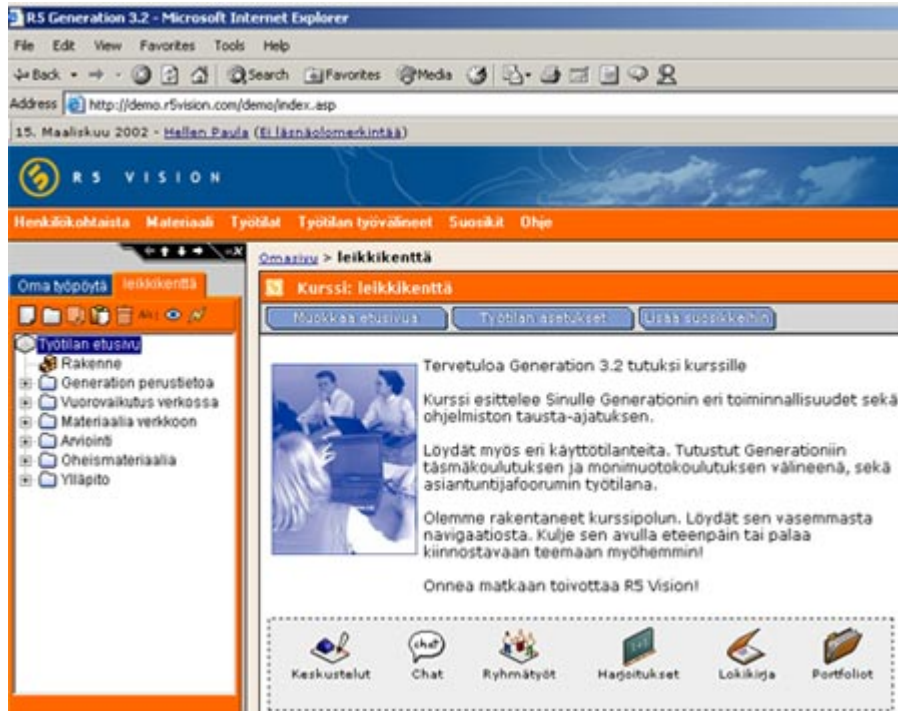 R5 Generation 3.2 - Microsoft Internet Explorer
File Edit View Favorites Tools Help
Back Search Favorites Media
Address http://demo.r5vision.com/demo/index.asp
15. Maaliskuu 2002 - Hellen Paula (Ei läsnäolomerkintää)
R5 VISION
Henkilökohtaista Materiaali Työtilat Työtilan työvälineet Suosikit Ohje
Omasivu > leikkikenttä
Oma työpöytä leikkikenttä
Kurssi: leikkikenttä
Muokkaa etusivua Työtilan asetukset Lisää suosikkeihin
Työtilan etusivu
Rakenne
Generation perustietoa
Vuorovaikutus verkossa
Materiaalia verkkoon
Arviointi
Oheismateriaalia
Ylläpito
Tervetuloa Generation 3.2 tutuksi kurssille
Kurssi esittelee Sinulle Generationin eri toiminnallisuudet sekä
ohjelmiston tausta-ajatuksen.
Löydät myös eri käyttötilanteita. Tutustut Generationiin
täsmäkoulutuksen ja monimuotokoulutuksen välineenä, sekä
asiantuntijafoorumin työtilana.
Olemme rakentaneet kurssipolun. Löydät sen vasemmasta
navigaatiosta. Kulje sen avulla eteenpäin tai palaa
kiinnostavaan teemaan myöhemmin!
Onnea matkaan toivottaa R5 Vision!
chat
Keskustelut Chat Ryhmätyöt Harjoitukset Lokikirja Portfoliot